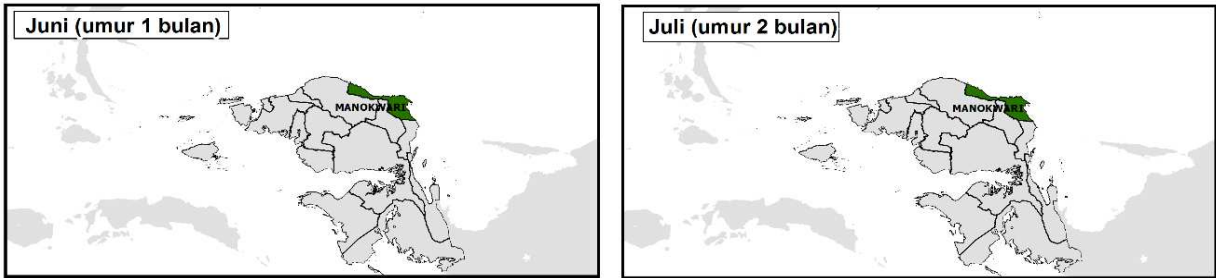 Juni (umur 1 bulan)
MANOKWARI
Juli (umur 2 bulan)
MANOKWARI